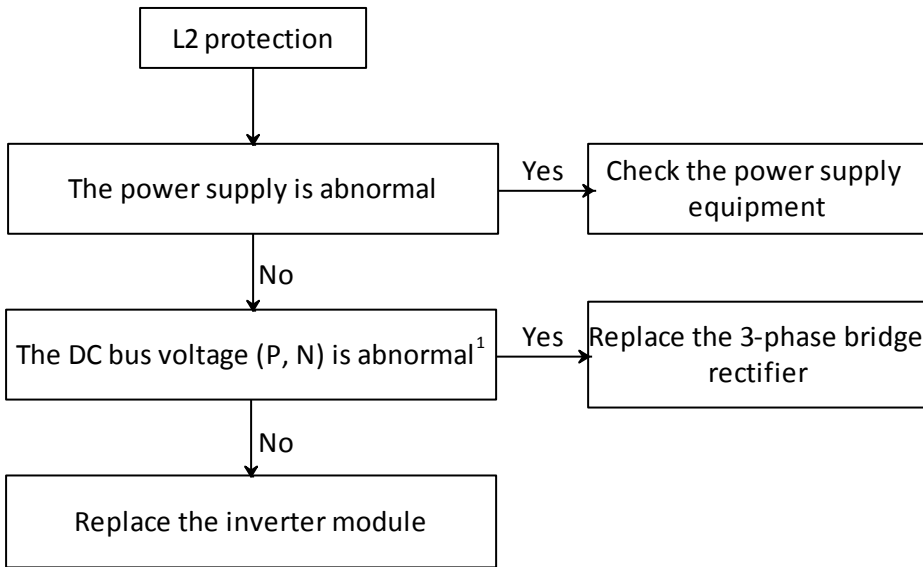 L2 protection
The power supply is abnormal
Yes
Check the power supply
equipment
No
The DC bus voltage (P, N) is abnormal¹
Yes
Replace the 3-phase bridge
rectifier
No
Replace the inverter module